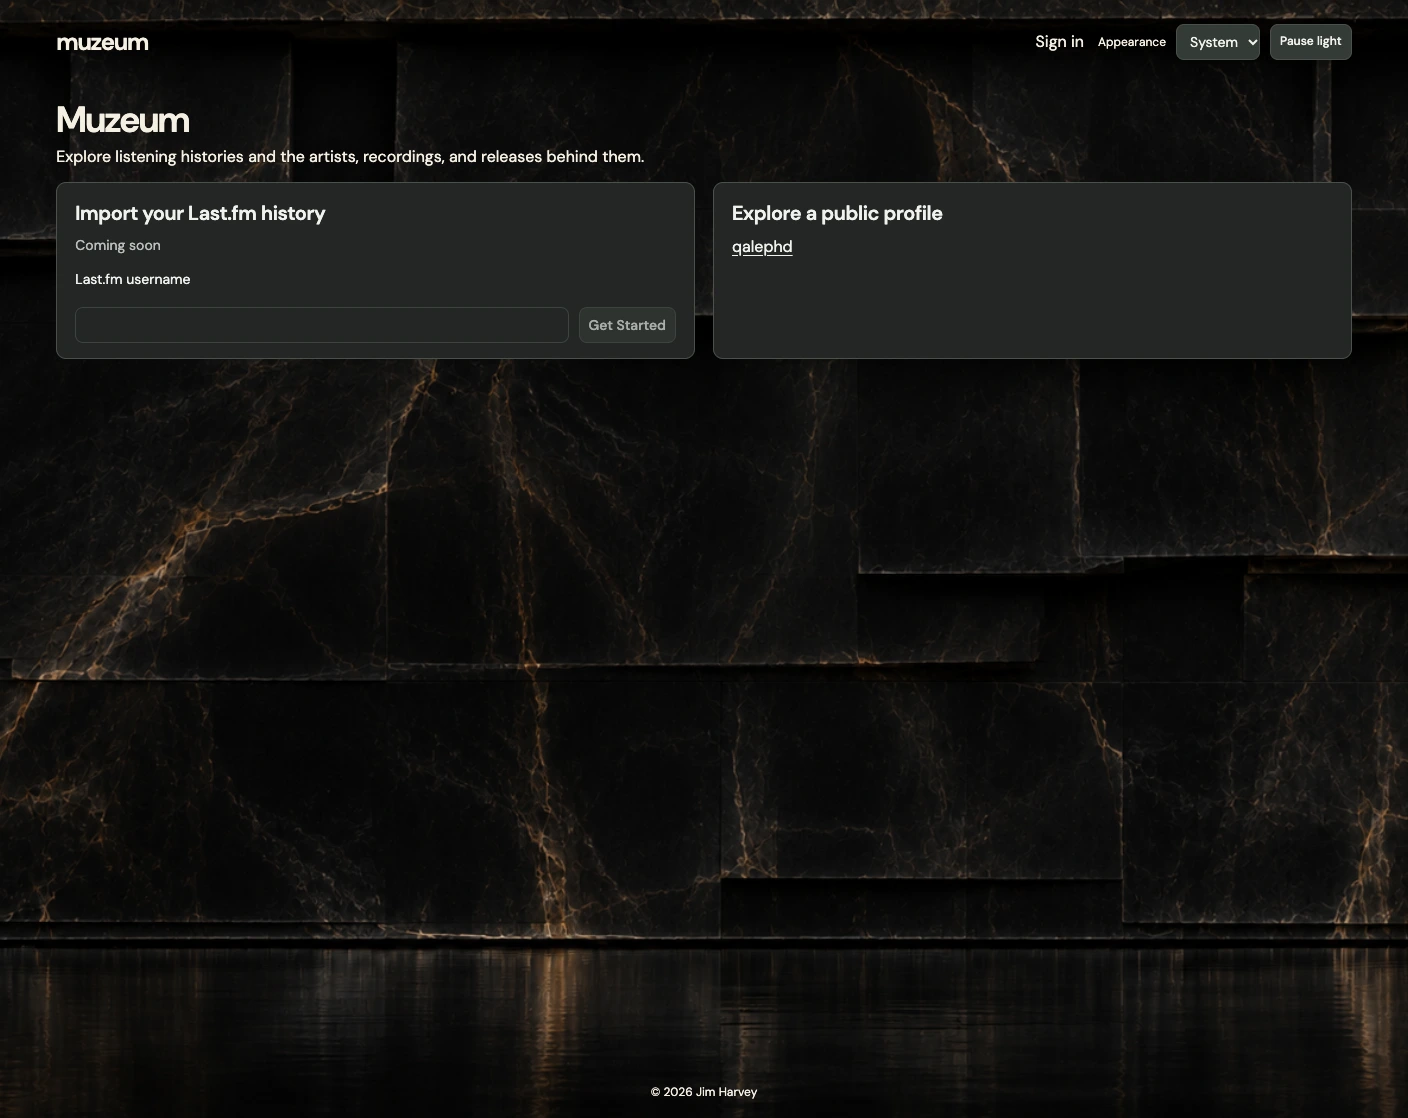 muzeum
Sign in Appearance System Pause light
Muzeum
Explore listening histories and the artists, recordings, and releases behind them.
Import your Last.fm history
Coming soon
Last.fm username
Get Started
Explore a public profile
qalephd
© 2026 Jim Harvey